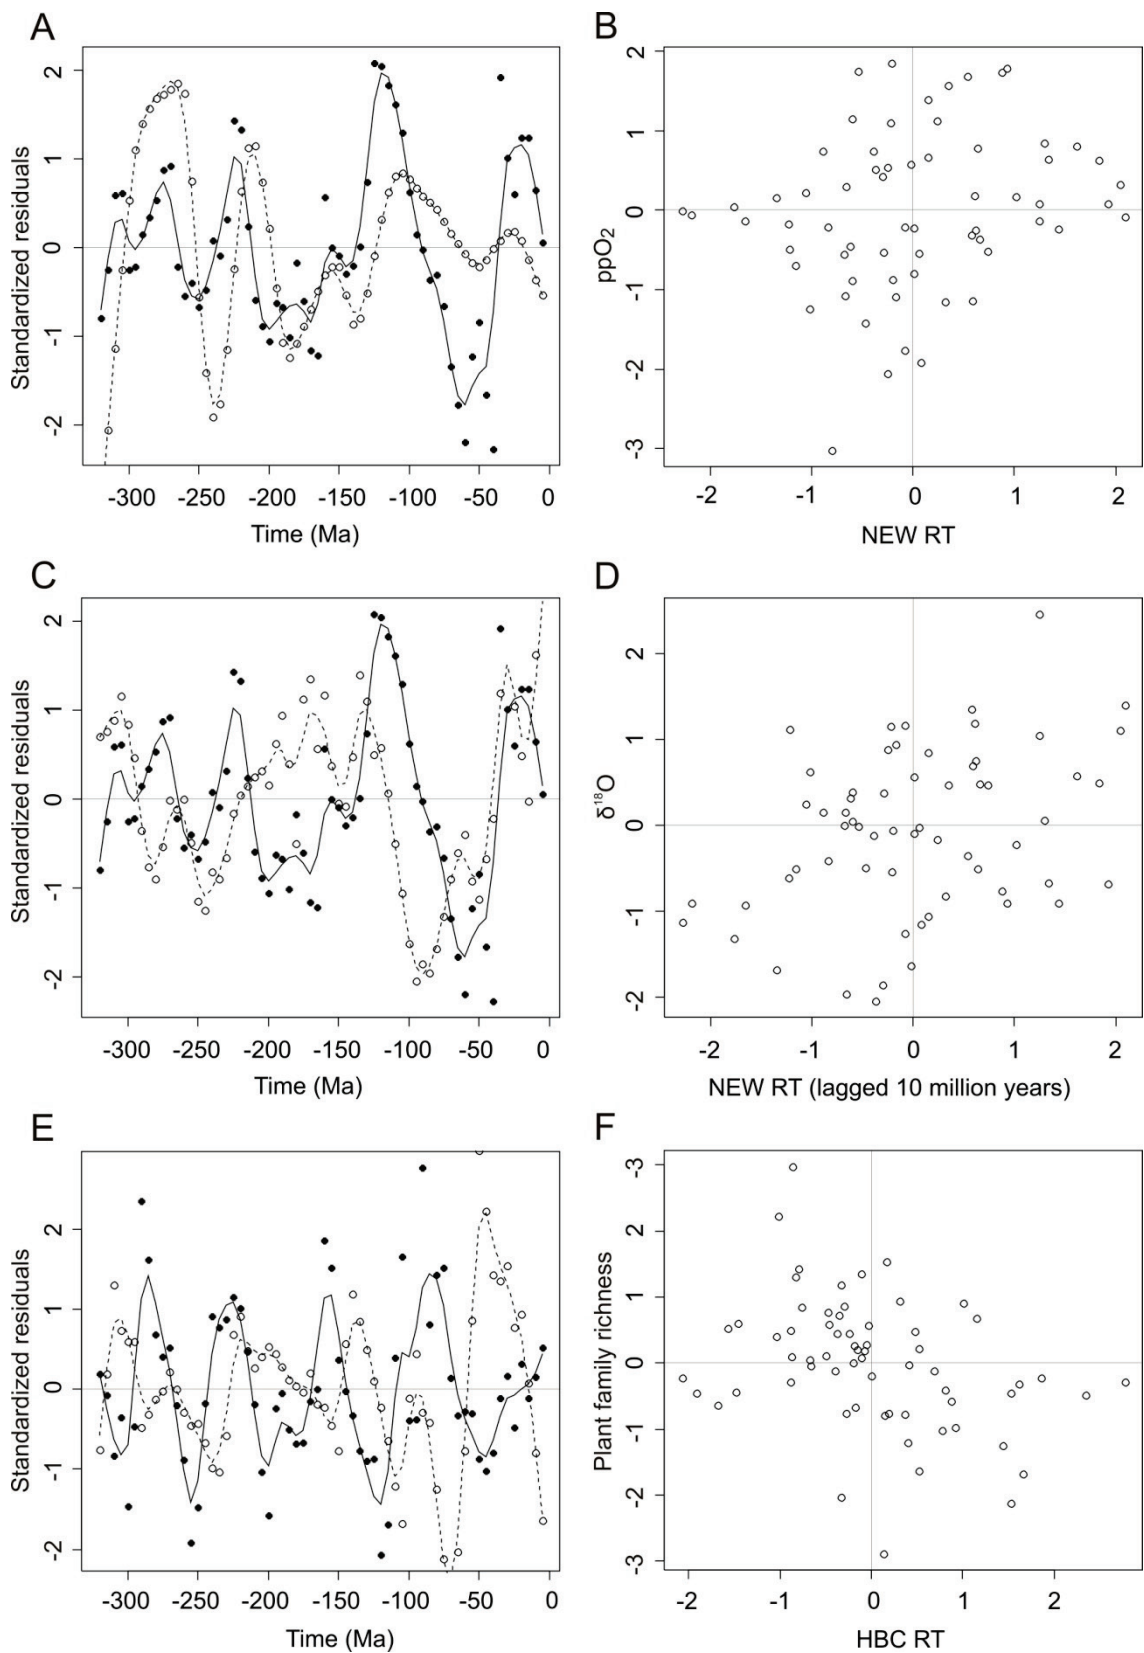 A
2
1
0
-1
-2
Standardized residuals
-300 -250 -200 -150 -100 -50 0
Time (Ma)
B
2
1
0
-1
-2
-3
ppO2
-2 -1 0 1 2
NEW RT
C
2
1
0
-1
-2
Standardized residuals
-300 -250 -200 -150 -100 -50 0
Time (Ma)
D
2
1
0
-1
-2
δ¹⁸O
-2 -1 0 1 2
NEW RT (lagged 10 million years)
E
2
1
0
-1
-2
Standardized residuals
-300 -250 -200 -150 -100 -50 0
Time (Ma)
F
-3
2
1
0
-1
-2
-3
Plant family richness
-2 -1 0 1 2
HBC RT